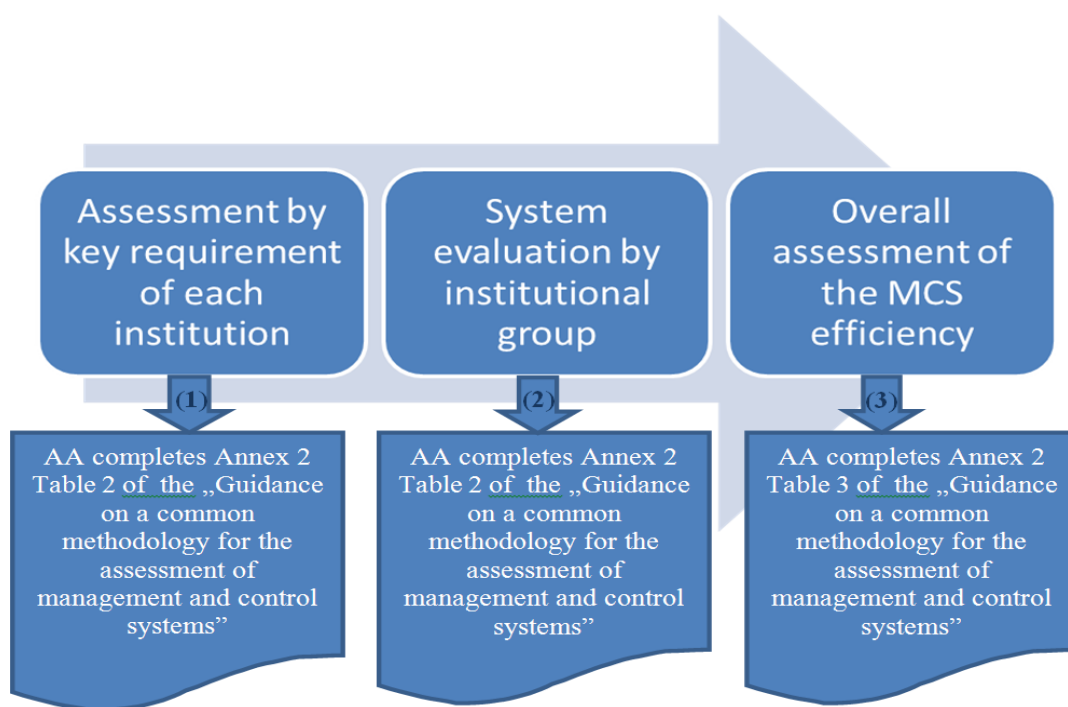 Assessment by
key requirement
of each
institution
System
evaluation by
institutional
group
Overall
assessment of
the MCS
efficiency
(1)
(2)
(3)
AA completes Annex 2
Table 2 of the „Guidance
on a common
methodology for the
assessment of
management and control
systems”
AA completes Annex 2
Table 2 of the „Guidance
on a common
methodology for the
assessment of
management and control
systems”
AA completes Annex 2
Table 3 of the „Guidance
on a common
methodology for the
assessment of
management and control
systems”